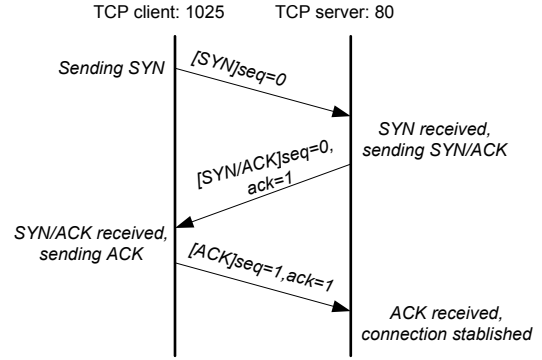 TCP client: 1025
TCP server: 80
Sending SYN
[SYN]seq=0
SYN received,
sending SYN/ACK
[SYN/ACK]seq=0,
ack=1
SYN/ACK received,
sending ACK
[ACK]seq=1,ack=1
ACK received,
connection stablished